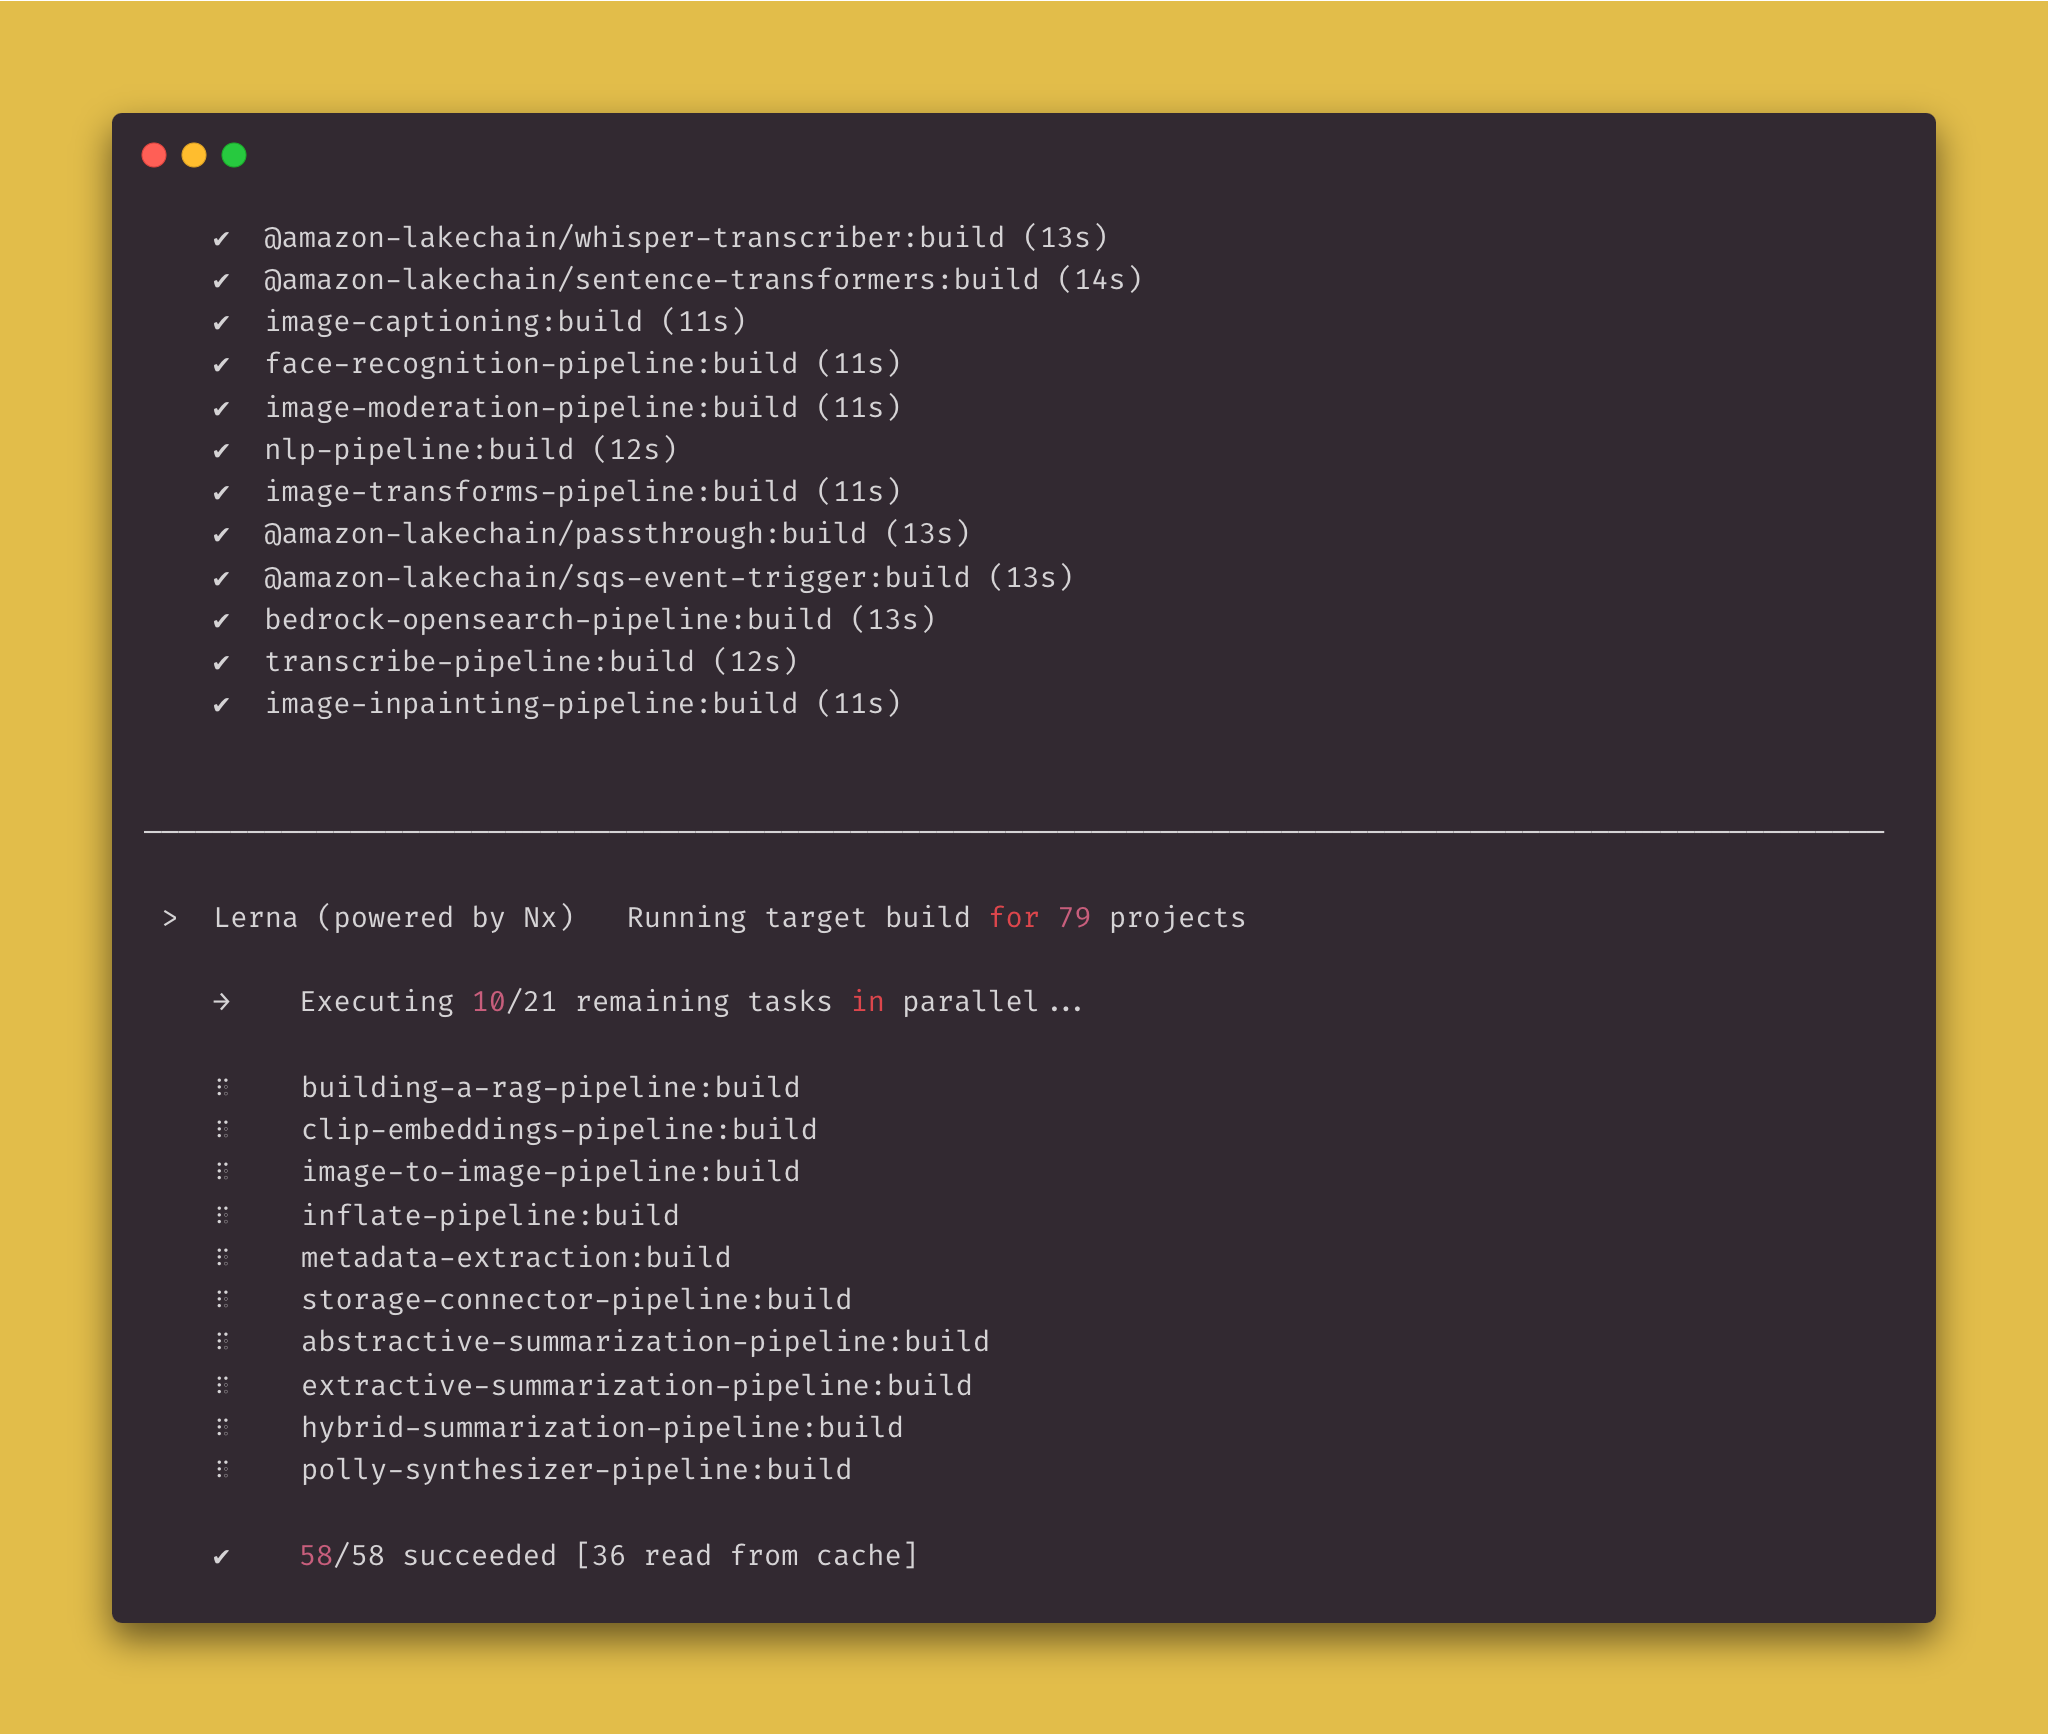 ✔ @amazon-lakechain/whisper-transcriber:build (13s)
✔ @amazon-lakechain/sentence-transformers:build (14s)
✔ image-captioning:build (11s)
✔ face-recognition-pipeline:build (11s)
✔ image-moderation-pipeline:build (11s)
✔ nlp-pipeline:build (12s)
✔ image-transforms-pipeline:build (11s)
✔ @amazon-lakechain/passthrough:build (13s)
✔ @amazon-lakechain/sqs-event-trigger:build (13s)
✔ bedrock-opensearch-pipeline:build (13s)
✔ transcribe-pipeline:build (12s)
✔ image-inpainting-pipeline:build (11s)
> Lerna (powered by Nx) Running target build for 79 projects
→ Executing 10/21 remaining tasks in parallel...
⠏ building-a-rag-pipeline:build
⠏ clip-embeddings-pipeline:build
⠏ image-to-image-pipeline:build
⠏ inflate-pipeline:build
⠏ metadata-extraction:build
⠏ storage-connector-pipeline:build
⠏ abstractive-summarization-pipeline:build
⠏ extractive-summarization-pipeline:build
⠏ hybrid-summarization-pipeline:build
⠏ polly-synthesizer-pipeline:build
✔ 58/58 succeeded [36 read from cache]